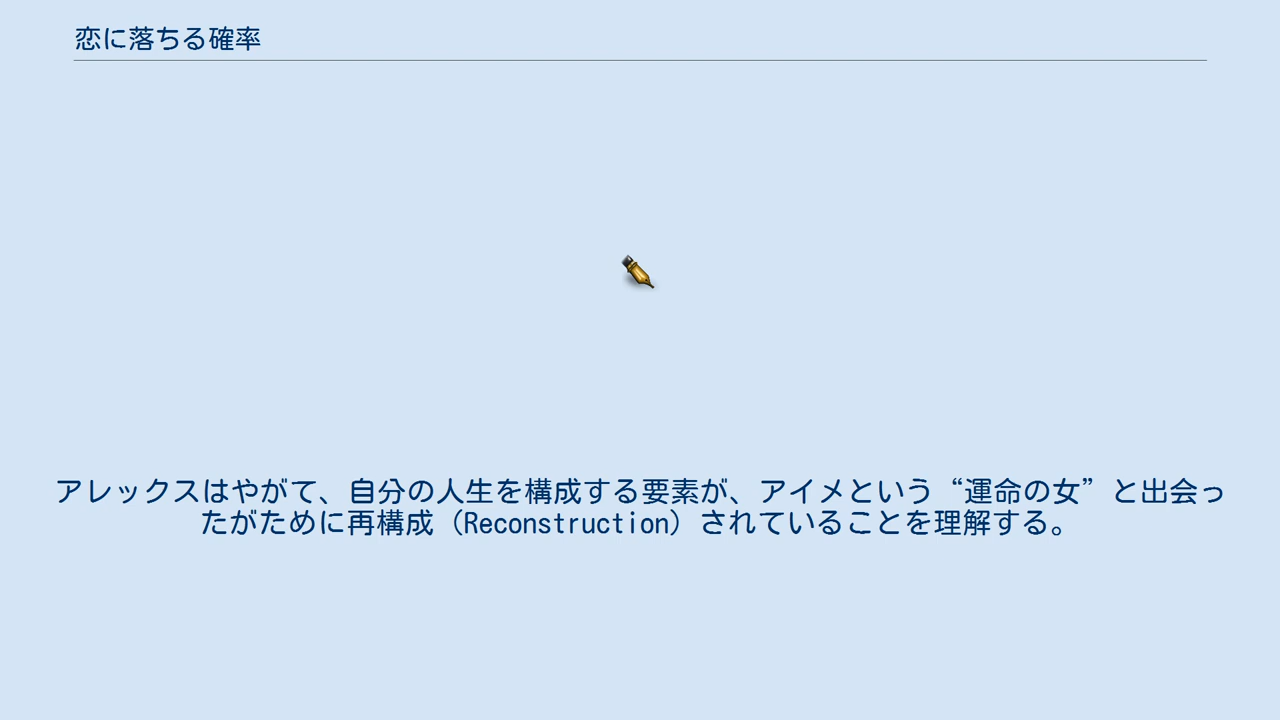 恋に落ちる確率
アレックスはやがて、自分の人生を構成する要素が、アイメという“運命の女”と出会っ
たがために再構成（Reconstruction）されていることを理解する。